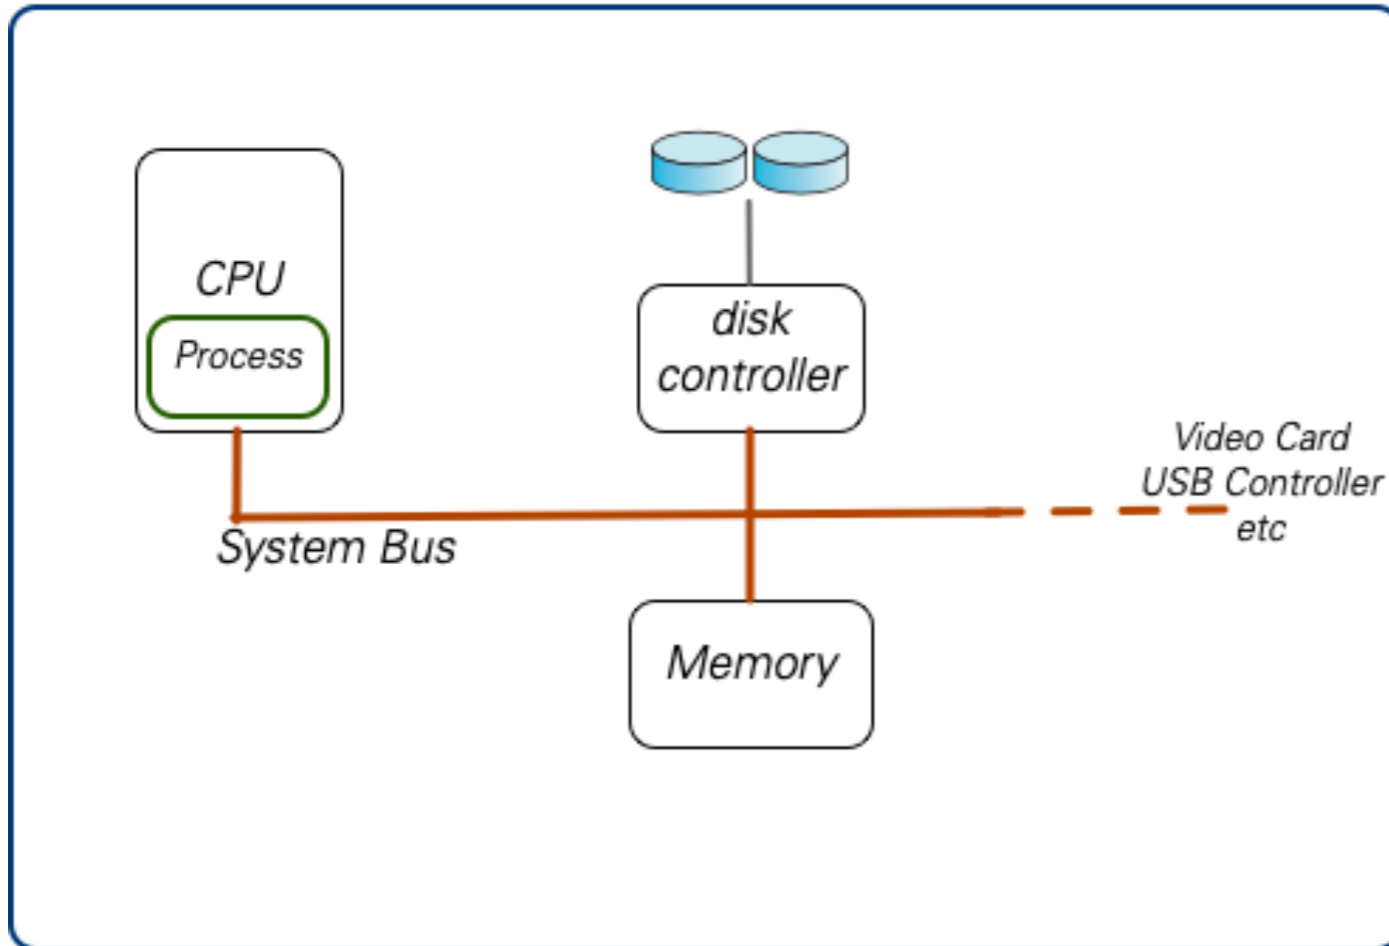 CPU
Process
disk
controller
Video Card
USB Controller
etc
System Bus
Memory